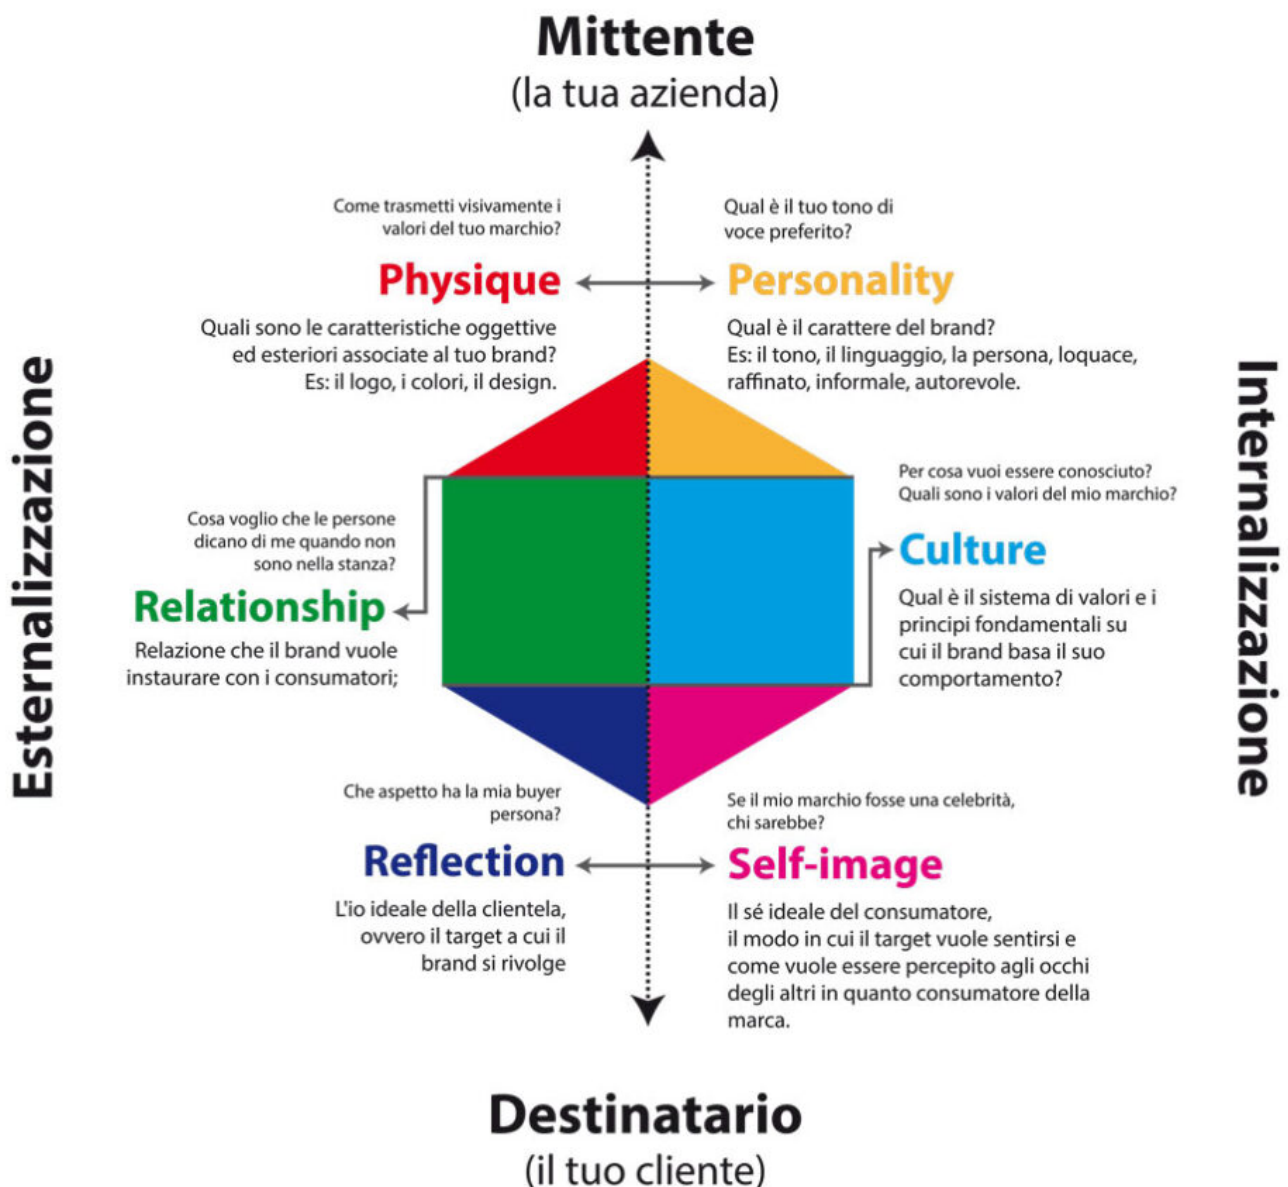 Mittente
(la tua azienda)
Come trasmetti visivamente i
valori del tuo marchio?
Physique
Quali sono le caratteristiche oggettive
ed esteriori associate al tuo brand?
Es: il logo, i colori, il design.
Qual è il tuo tono di
voce preferito?
Personality
Qual è il carattere del brand?
Es: il tono, il linguaggio, la persona, loquace,
raffinato, informale, autorevole.
Esternalizzazione
Cosa voglio che le persone
dicano di me quando non
sono nella stanza?
Relationship
Relazione che il brand vuole
instaurare con i consumatori;
Per cosa vuoi essere conosciuto?
Quali sono i valori del mio marchio?
Culture
Qual è il sistema di valori e i
principi fondamentali su
cui il brand basa il suo
comportamento?
Internalizzazione
Che aspetto ha la mia buyer
persona?
Reflection
L'io ideale della clientela,
ovvero il target a cui il
brand si rivolge
Se il mio marchio fosse una celebrità,
chi sarebbe?
Self-image
Il sé ideale del consumatore,
il modo in cui il target vuole sentirsi e
come vuole essere percepito agli occhi
degli altri in quanto consumatore della
marca.
Destinatario
(il tuo cliente)